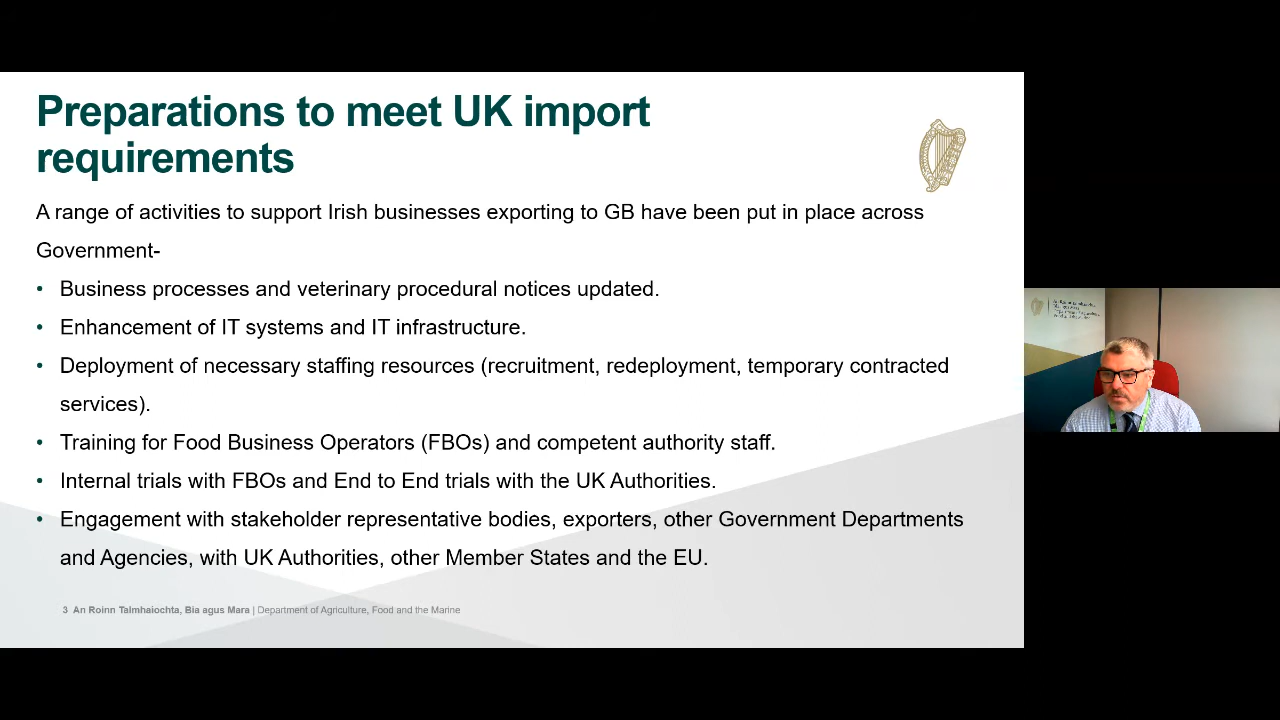 Preparations to meet UK import
requirements
A range of activities to support Irish businesses exporting to GB have been put in place across
Government-
• Business processes and veterinary procedural notices updated.
• Enhancement of IT systems and IT infrastructure.
• Deployment of necessary staffing resources (recruitment, redeployment, temporary contracted
services).
• Training for Food Business Operators (FBOs) and competent authority staff.
• Internal trials with FBOs and End to End trials with the UK Authorities.
• Engagement with stakeholder representative bodies, exporters, other Government Departments
and Agencies, with UK Authorities, other Member States and the EU.
3 An Roinn Talmhaíochta, Bia agus Mara | Department of Agriculture, Food and the Marine